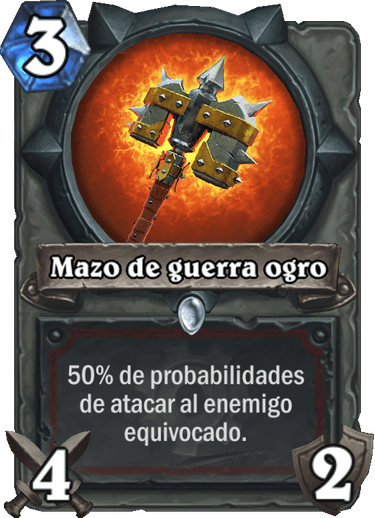 3
Mazo de guerra ogro
50% de probabilidades
de atacar al enemigo
equivocado.
4
2